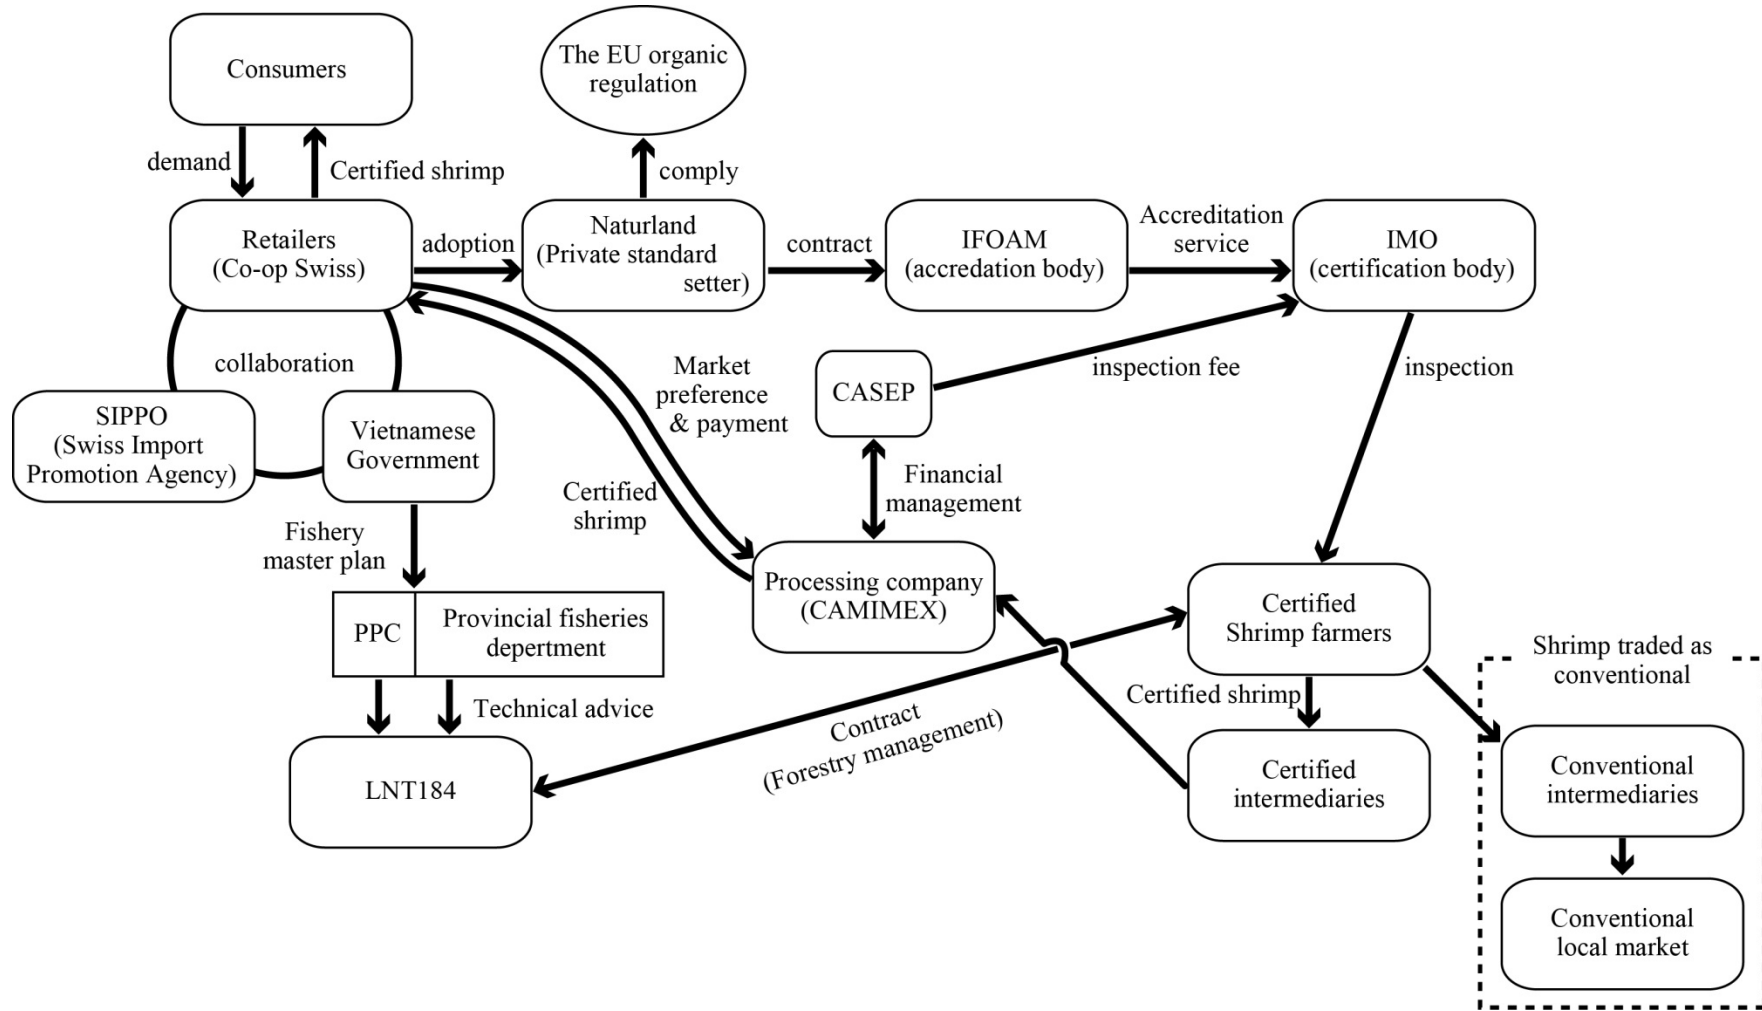 Consumers
The EU organic
regulation
demand
Certified shrimp
comply
Retailers
(Co-op Swiss)
adoption
Naturland
(Private standard
setter)
contract
IFOAM
(accredation body)
Accreditation
service
IMO
(certification body)
collaboration
Market
preference
& payment
CASEP
inspection fee
inspection
SIPPO
(Swiss Import
Promotion Agency)
Vietnamese
Government
Certified
shrimp
Financial
management
Fishery
master plan
Processing company
(CAMIMEX)
PPC
Provincial fisheries
depertment
Certified
Shrimp farmers
Shrimp traded as
conventional
Technical advice
Certified shrimp
Contract
(Forestry management)
LNT184
Certified
intermediaries
Conventional
intermediaries
Conventional
local market